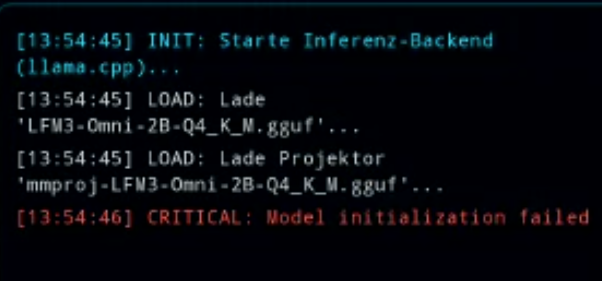 [13:54:45] INIT: Starte Inferenz-Backend
(llama.cpp)...
[13:54:45] LOAD: Lade
'LFM3-Omni-2B-Q4_K_M.gguf'...
[13:54:45] LOAD: Lade Projektor
'mmproj-LFM3-Omni-2B-Q4_K_M.gguf'...
[13:54:46] CRITICAL: Model initialization failed